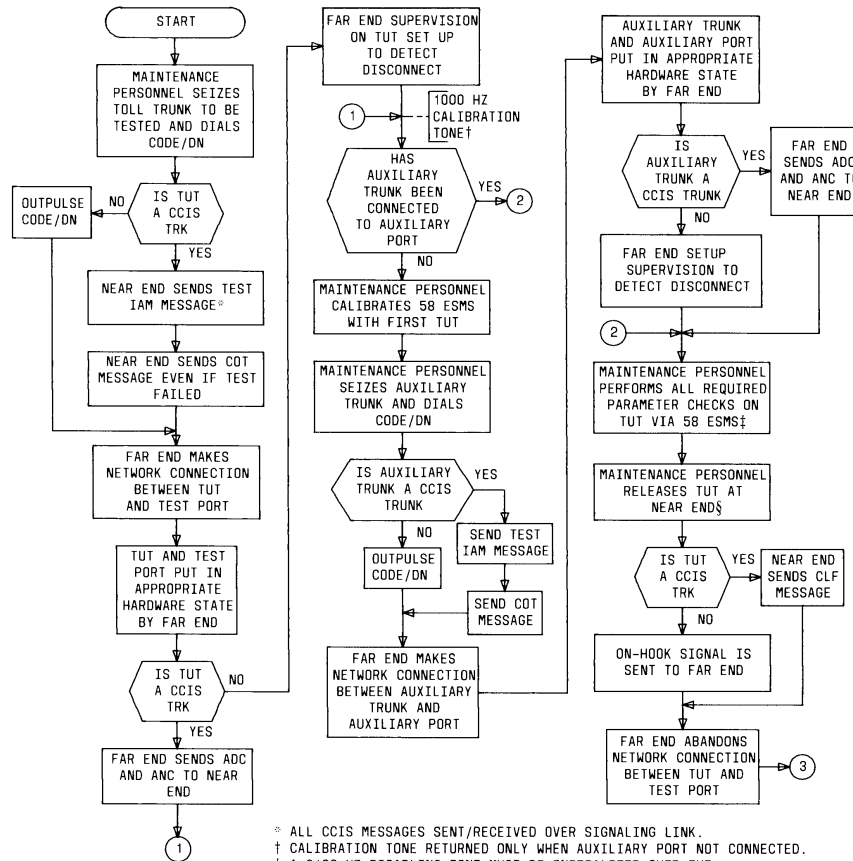 START
MAINTENANCE
PERSONNEL SEIZES
TOLL TRUNK TO BE
TESTED AND DIALS
CODE/DN
IS TUT
A CCIS
TRK
NO
OUTPULSE
CODE/DN
YES
NEAR END SENDS TEST
IAM MESSAGE*
NEAR END SENDS COT
MESSAGE EVEN IF TEST
FAILED
FAR END MAKES
NETWORK CONNECTION
BETWEEN TUT
AND TEST PORT
TUT AND TEST
PORT PUT IN
APPROPRIATE
HARDWARE STATE
BY FAR END
IS TUT
A CCIS
TRK
NO
YES
FAR END SENDS ADC
AND ANC TO NEAR
END
1
FAR END SUPERVISION
ON TUT SET UP
TO DETECT
DISCONNECT
1
1000 HZ
CALIBRATION
TONE†
HAS
AUXILIARY
TRUNK BEEN
CONNECTED
TO AUXILIARY
PORT
YES
2
NO
MAINTENANCE PERSONNEL
CALIBRATES 58 ESMS
WITH FIRST TUT
MAINTENANCE PERSONNEL
SEIZES AUXILIARY
TRUNK AND DIALS
CODE/DN
IS AUXILIARY
TRUNK A CCIS
TRUNK
YES
SEND TEST
IAM MESSAGE
NO
OUTPULSE
CODE/DN
SEND COT
MESSAGE
FAR END MAKES
NETWORK CONNECTION
BETWEEN AUXILIARY
TRUNK AND
AUXILIARY PORT
AUXILIARY TRUNK
AND AUXILIARY PORT
PUT IN APPROPRIATE
HARDWARE STATE
BY FAR END
IS
AUXILIARY
TRUNK A
CCIS TRUNK
YES
FAR END
SENDS ADC
AND ANC TO
NEAR END
NO
FAR END SETUP
SUPERVISION TO
DETECT DISCONNECT
2
MAINTENANCE PERSONNEL
PERFORMS ALL REQUIRED
PARAMETER CHECKS ON
TUT VIA 58 ESMS‡
MAINTENANCE PERSONNEL
RELEASES TUT AT
NEAR END§
IS TUT
A CCIS
TRK
YES
NEAR END
SENDS CLF
MESSAGE
NO
ON-HOOK SIGNAL IS
SENT TO FAR END
FAR END ABANDONS
NETWORK CONNECTION
BETWEEN TUT AND
TEST PORT
3
* ALL CCIS MESSAGES SENT/RECEIVED OVER SIGNALING LINK.
† CALIBRATION TONE RETURNED ONLY WHEN AUXILIARY PORT NOT CONNECTED.